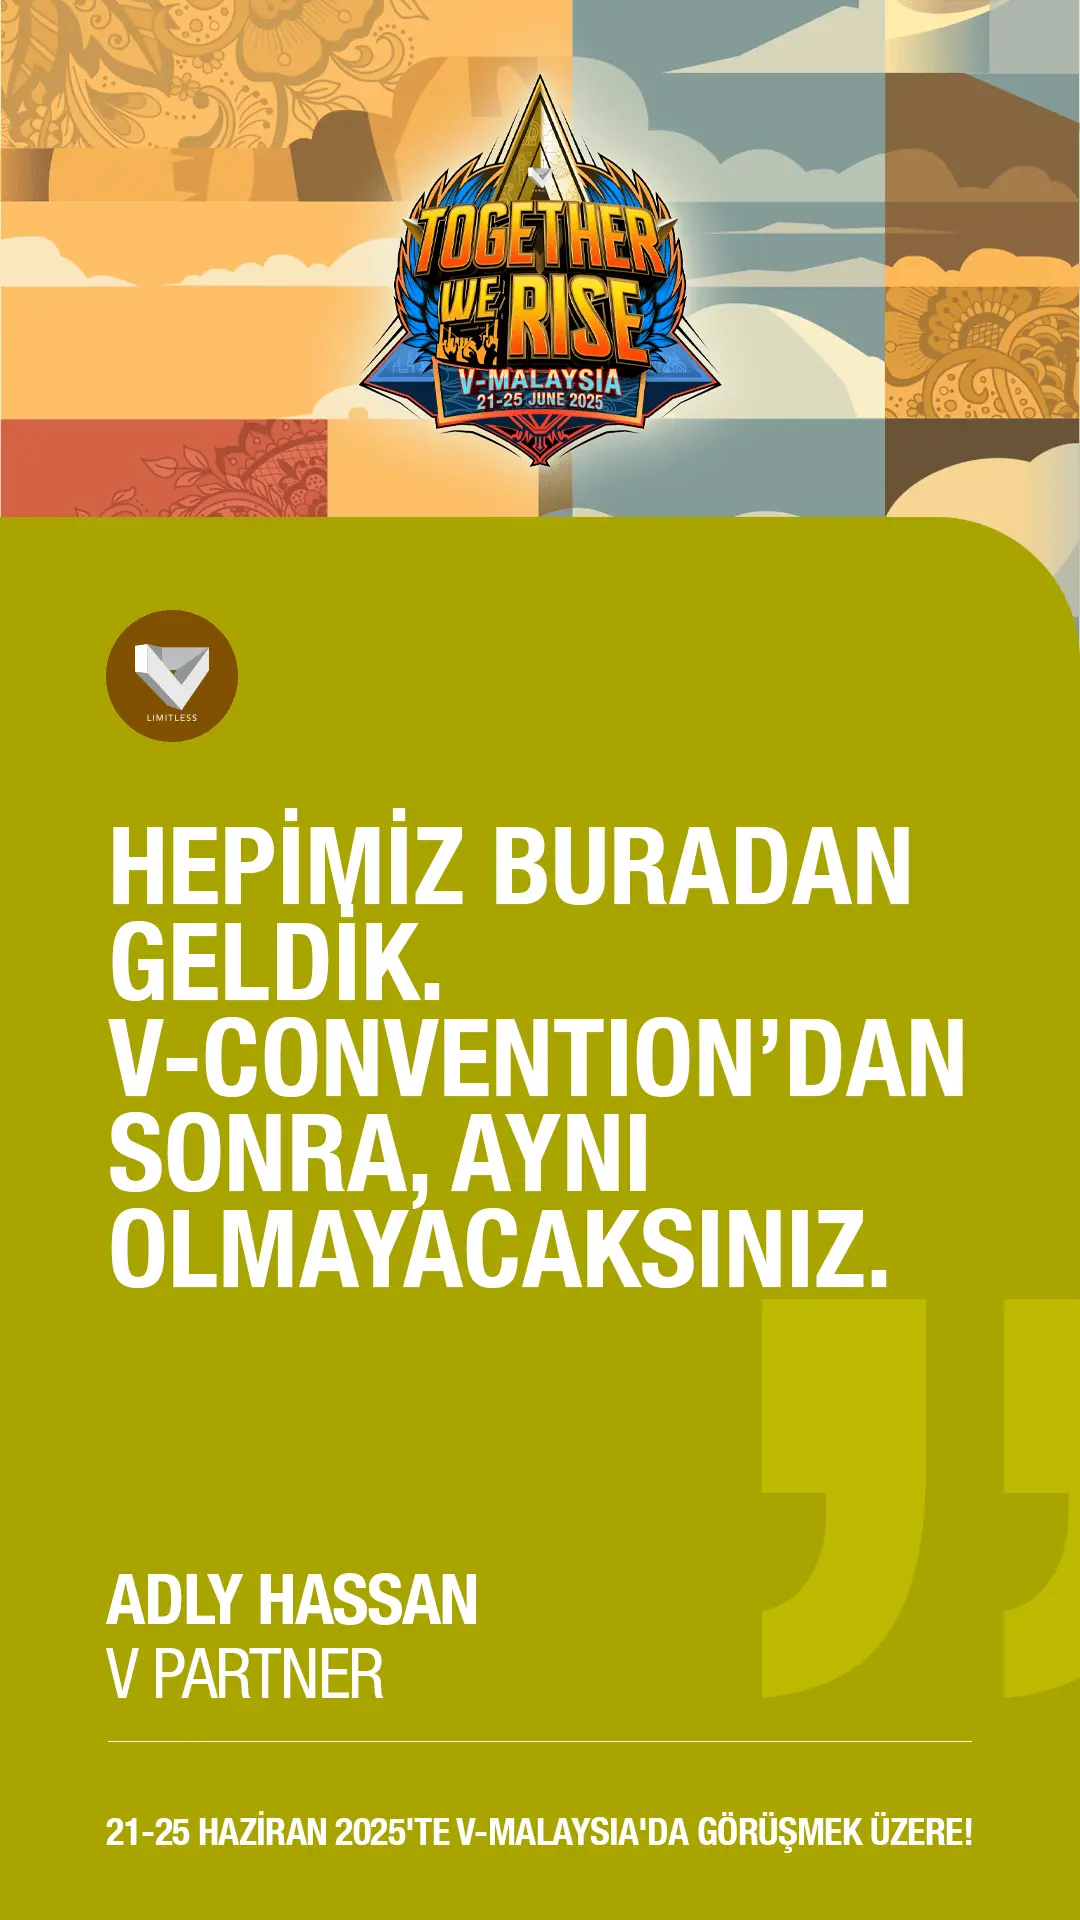 TOGETHER
WE RISE
V-MALAYSIA
21-25 JUNE 2025
LIMITLESS
HEPİMİZ BURADAN
GELDİK.
V-CONVENTION’DAN
SONRA, AYNI
OLMAYACAKSINIZ.
ADLY HASSAN
V PARTNER
21-25 HAZİRAN 2025'TE V-MALAYSIA'DA GÖRÜŞMEK ÜZERE!